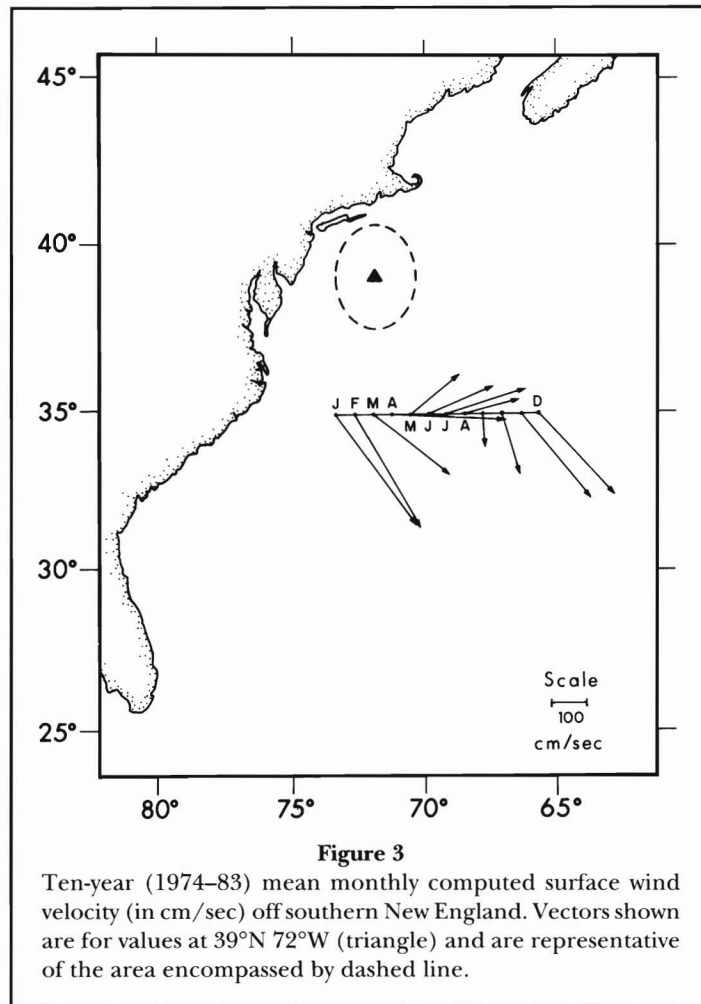 45°
40°
35°
30°
25°
J F M A
D
M J J A
Scale
100
cm/sec
80° 75° 70° 65°
Figure 3
Ten-year (1974–83) mean monthly computed surface wind
velocity (in cm/sec) off southern New England. Vectors shown
are for values at 39°N 72°W (triangle) and are representative
of the area encompassed by dashed line.